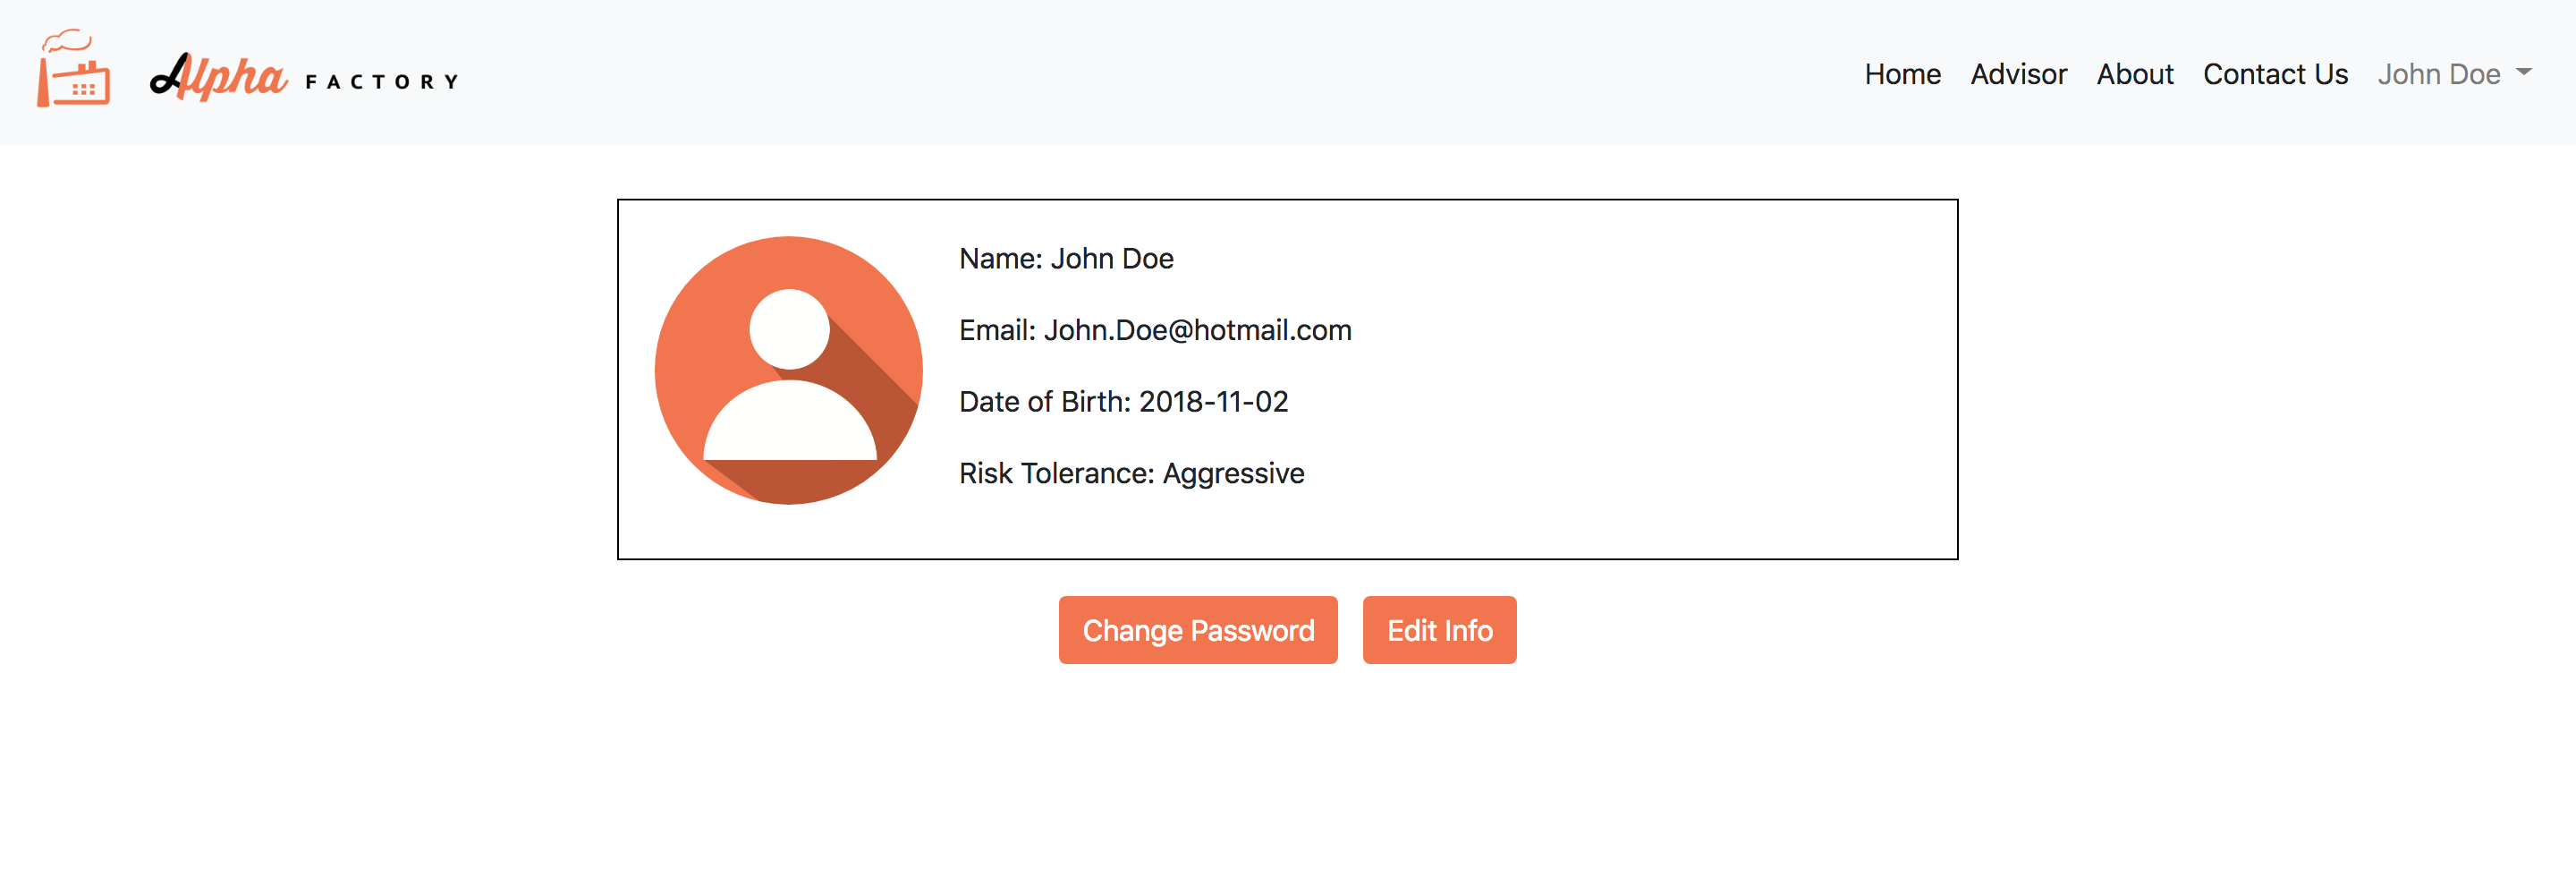 Alpha FACTORY
Home Advisor About Contact Us John Doe
Name: John Doe
Email: John.Doe@hotmail.com
Date of Birth: 2018-11-02
Risk Tolerance: Aggressive
Change Password Edit Info